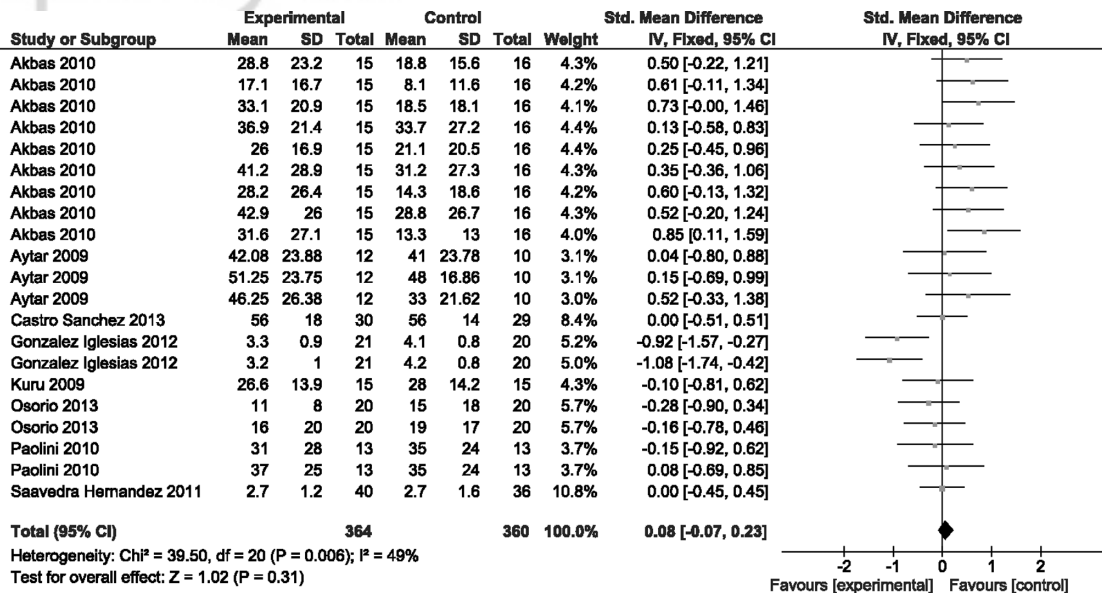 Experimental Control Std. Mean Difference Std. Mean Difference
Study or Subgroup Mean SD Total Mean SD Total Weight IV, Fixed, 95% CI IV, Fixed, 95% CI
Akbas 2010 28.8 23.2 15 18.8 15.6 16 4.3% 0.50 [-0.22, 1.21]
Akbas 2010 17.1 16.7 15 8.1 11.6 16 4.2% 0.61 [-0.11, 1.34]
Akbas 2010 33.1 20.9 15 18.5 18.1 16 4.1% 0.73 [-0.00, 1.46]
Akbas 2010 36.9 21.4 15 33.7 27.2 16 4.4% 0.13 [-0.58, 0.83]
Akbas 2010 26 16.9 15 21.1 20.5 16 4.4% 0.25 [-0.45, 0.96]
Akbas 2010 41.2 28.9 15 31.2 27.3 16 4.4% 0.35 [-0.36, 1.06]
Akbas 2010 28.2 26.4 15 14.3 18.6 16 4.2% 0.60 [-0.13, 1.32]
Akbas 2010 42.9 26 15 28.8 26.7 16 4.3% 0.52 [-0.20, 1.24]
Akbas 2010 31.6 27.1 15 13.3 13 16 4.0% 0.85 [0.11, 1.59]
Aytar 2009 42.08 23.88 12 41 23.78 10 3.1% 0.04 [-0.80, 0.88]
Aytar 2009 51.25 23.75 12 48 16.86 10 3.1% 0.15 [-0.69, 0.99]
Aytar 2009 46.25 26.38 12 33 21.62 10 3.0% 0.52 [-0.33, 1.38]
Castro Sanchez 2013 56 18 30 56 14 29 8.4% 0.00 [-0.51, 0.51]
Gonzalez Iglesias 2012 3.3 0.9 21 4.1 0.8 20 5.2% -0.92 [-1.57, -0.27]
Gonzalez Iglesias 2012 3.2 1 21 4.2 0.8 20 5.0% -1.08 [-1.74, -0.42]
Kuru 2009 26.6 13.9 15 28 14.2 15 4.3% -0.10 [-0.81, 0.62]
Osorio 2013 11 8 20 15 18 20 5.7% -0.28 [-0.90, 0.34]
Osorio 2013 16 20 20 19 17 20 5.7% -0.16 [-0.78, 0.46]
Paolini 2010 31 28 13 35 24 13 3.7% -0.15 [-0.92, 0.62]
Paolini 2010 37 25 13 35 24 13 3.7% 0.08 [-0.69, 0.85]
Saavedra Hernandez 2011 2.7 1.2 40 2.7 1.6 36 10.8% 0.00 [-0.45, 0.45]
Total (95% CI) 364 360 100.0% 0.08 [-0.07, 0.23]
Heterogeneity: Chi² = 39.50, df = 20 (P = 0.006); I² = 49%
Test for overall effect: Z = 1.02 (P = 0.31)
-2 -1 0 1 2
Favours [experimental] Favours [control]